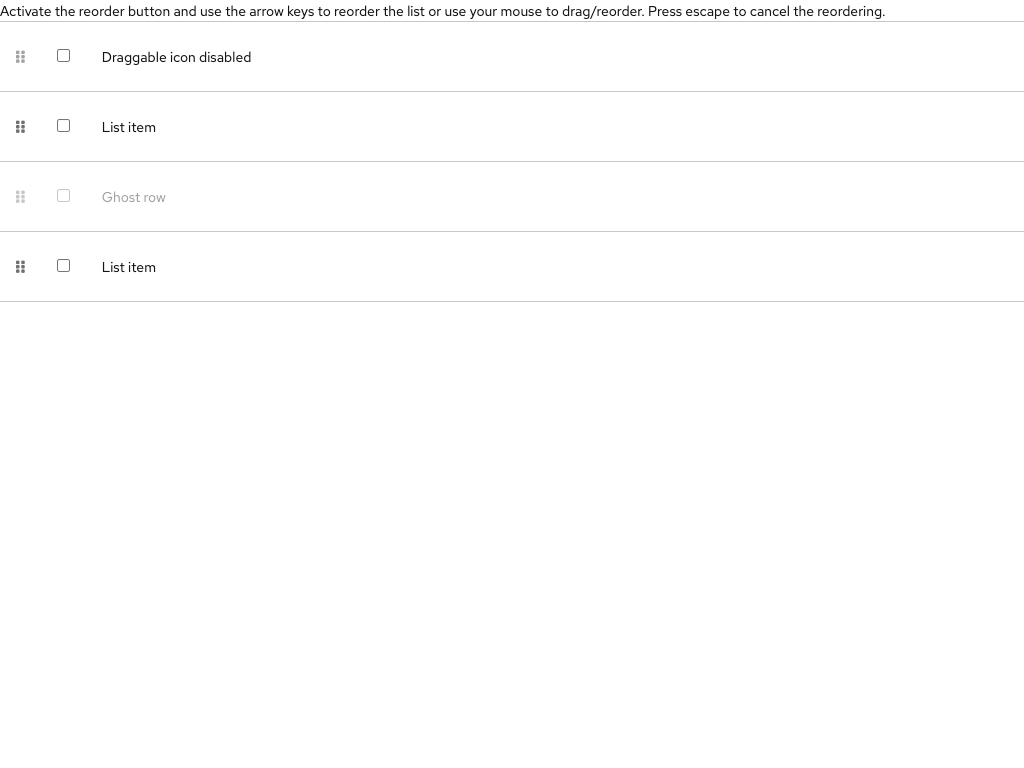 Activate the reorder button and use the arrow keys to reorder the list or use your mouse to drag/reorder. Press escape to cancel the reordering.
Draggable icon disabled
List item
Ghost row
List item